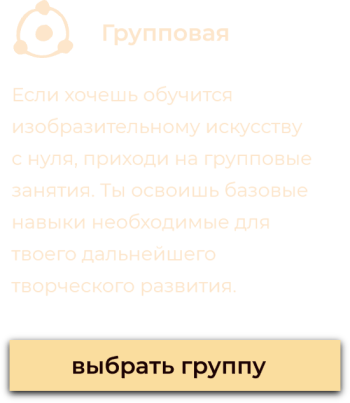 Групповая
Если хочешь обучится
изобразительному искусству
с нуля, приходи на групповые
занятия. Ты освоишь базовые
навыки необходимые для
твоего дальнейшего
творческого развития.
выбрать группу